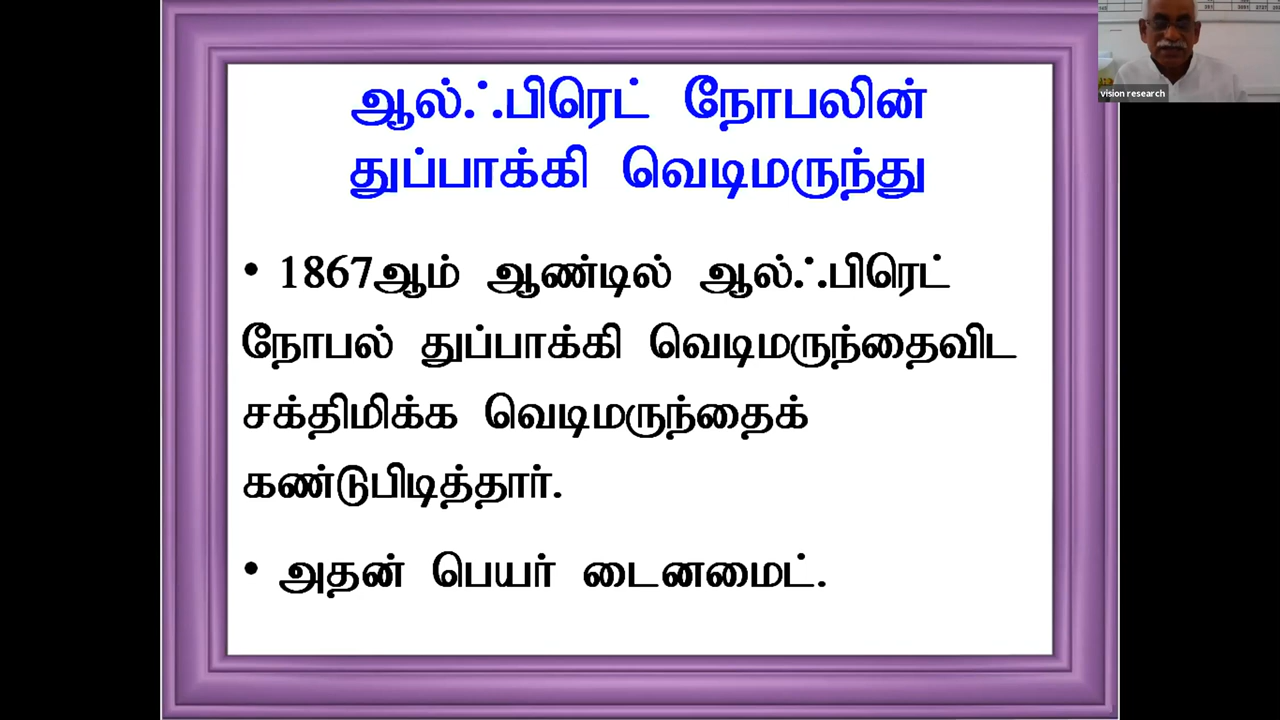 ஆல்ஃபிரெட் நோபலின்
துப்பாக்கி வெடிமருந்து
• 1867ஆம் ஆண்டில் ஆல்ஃபிரெட்
நோபல் துப்பாக்கி வெடிமருந்தைவிட
சக்திமிக்க வெடிமருந்தைக்
கண்டுபிடித்தார்.
• அதன் பெயர் டைனமைட்.
vision research